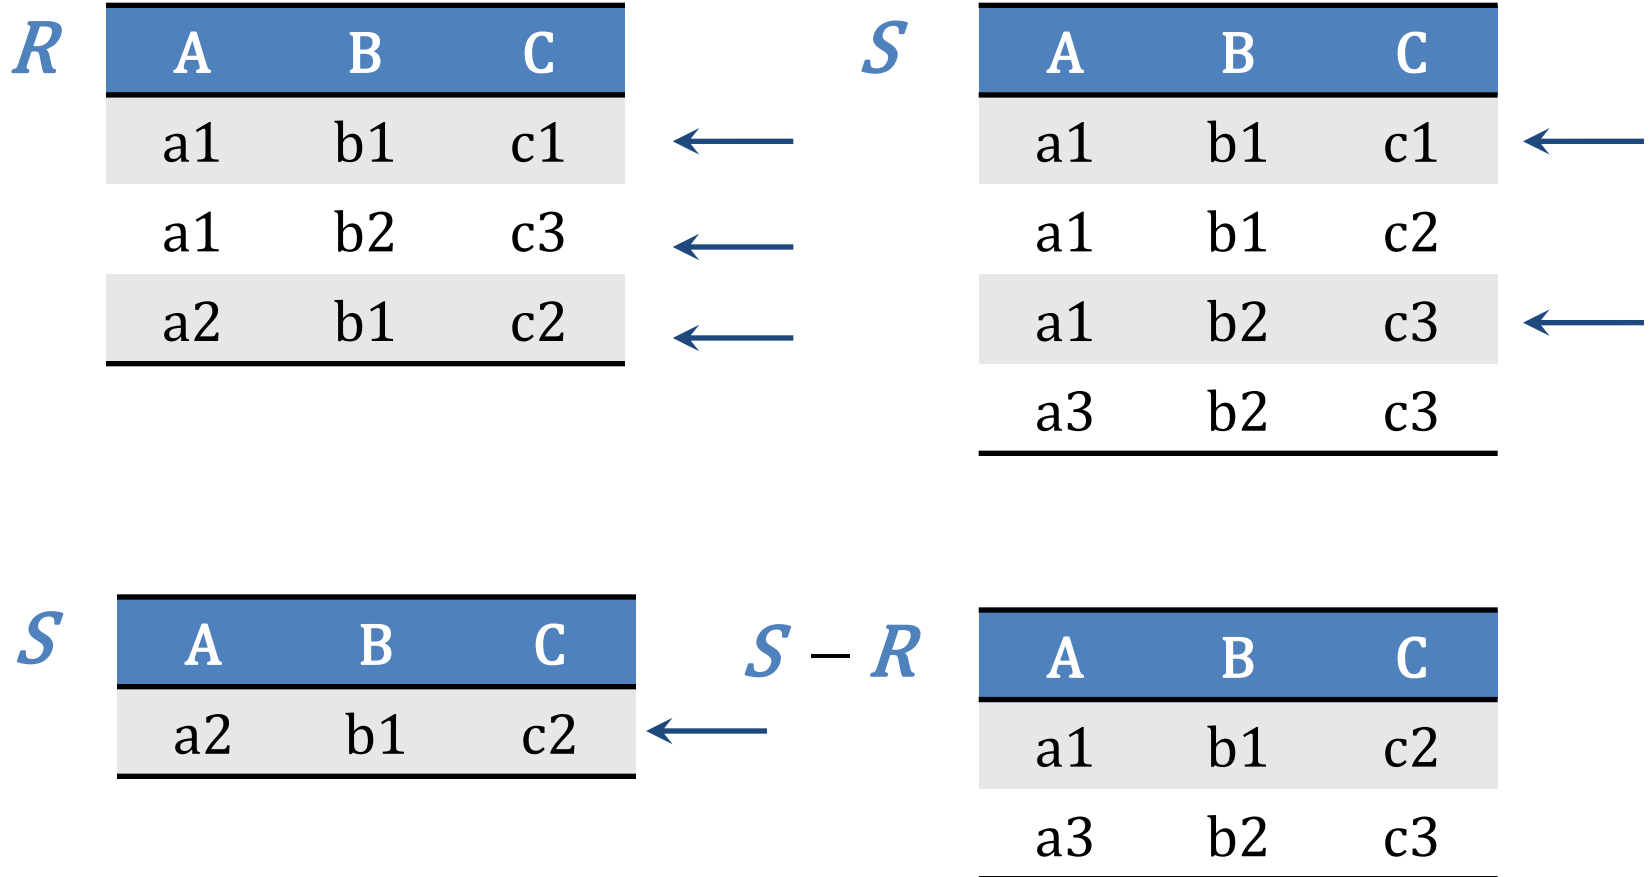 R
A B C
a1 b1 c1
a1 b2 c3
a2 b1 c2
S
A B C
a1 b1 c1
a1 b1 c2
a1 b2 c3
a3 b2 c3
S
A B C
a2 b1 c2
S − R
A B C
a1 b1 c2
a3 b2 c3